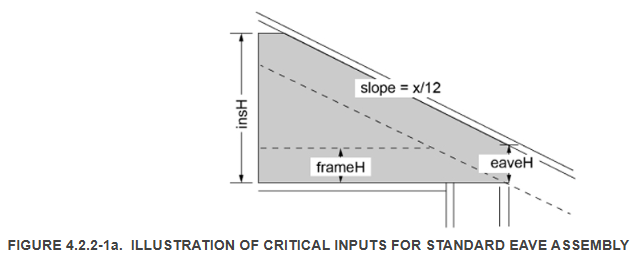 slope = x/12
insH
frameH
eaveH
FIGURE 4.2.2-1a. ILLUSTRATION OF CRITICAL INPUTS FOR STANDARD EAVE ASSEMBLY